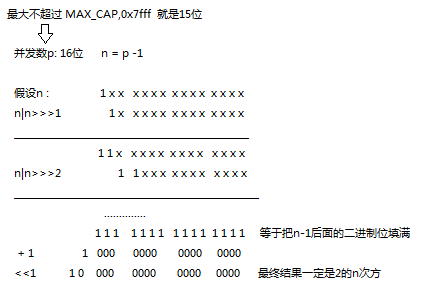 最大不超过 MAX_CAP,0x7fff 就是15位
并发数p: 16位 n = p -1
假设n : 1xx xxxx xxxx xxxx
n|n>>>1 1x xxxx xxxx xxxx
11x xxxx xxxx xxxx
n|n>>>2 1 1xxx xxxx xxxx
..............
111 1111 1111 1111 等于把n-1后面的二进制位填满
+ 1 1 000 0000 0000 0000
<<1 10 000 0000 0000 0000 最终结果一定是2的n次方